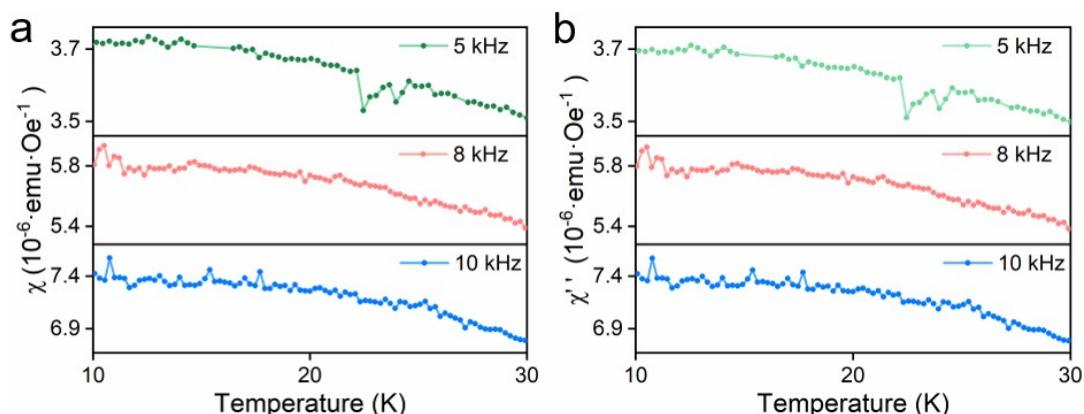 a
χ (10⁻⁶·emu·Oe⁻¹)
3.7
3.5
5 kHz
5.8
5.4
8 kHz
7.4
6.9
10 kHz
10 20 30
Temperature (K)
b
χ'' (10⁻⁶·emu·Oe⁻¹)
3.7
3.5
5 kHz
5.8
5.4
8 kHz
7.4
6.9
10 kHz
10 20 30
Temperature (K)